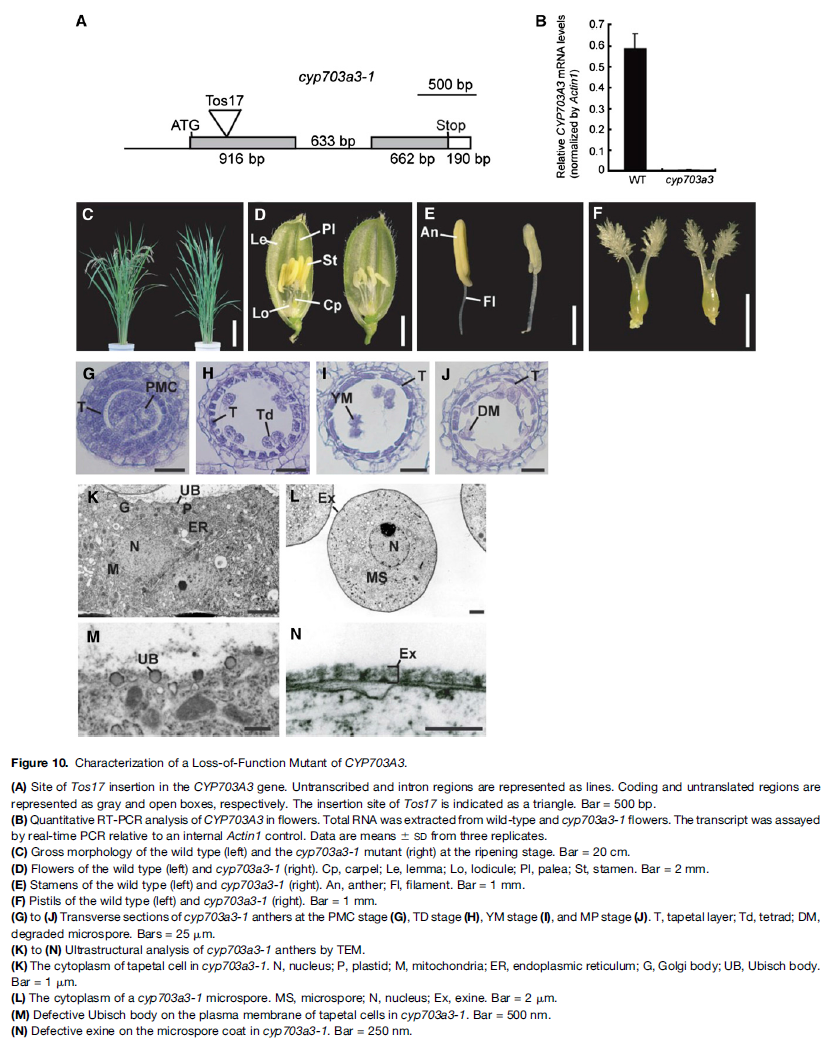 A
cyp703a3-1
500 bp
Tos17
ATG
Stop
633 bp
916 bp
662 bp
190 bp
B
Relative CYP703A3 mRNA levels
(normalized by Actin1)
0.7
0.6
0.5
0.4
0.3
0.2
0.1
0
WT
cyp703a3
C
D
Le
Pl
St
Cp
Lo
E
An
Fl
F
G
PMC
T
H
T
Td
I
T
YM
J
T
DM
K
UB
G
P
ER
N
M
L
Ex
N
MS
M
UB
N
Ex
Figure 10. Characterization of a Loss-of-Function Mutant of CYP703A3.
(A) Site of Tos17 insertion in the CYP703A3 gene. Untranscribed and intron regions are represented as lines. Coding and untranslated regions are
represented as gray and open boxes, respectively. The insertion site of Tos17 is indicated as a triangle. Bar = 500 bp.
(B) Quantitative RT-PCR analysis of CYP703A3 in flowers. Total RNA was extracted from wild-type and cyp703a3-1 flowers. The transcript was assayed
by real-time PCR relative to an internal Actin1 control. Data are means ± SD from three replicates.
(C) Gross morphology of the wild type (left) and the cyp703a3-1 mutant (right) at the ripening stage. Bar = 20 cm.
(D) Flowers of the wild type (left) and cyp703a3-1 (right). Cp, carpel; Le, lemma; Lo, lodicule; Pl, palea; St, stamen. Bar = 2 mm.
(E) Stamens of the wild type (left) and cyp703a3-1 (right). An, anther; Fl, filament. Bar = 1 mm.
(F) Pistils of the wild type (left) and cyp703a3-1 (right). Bar = 1 mm.
(G) to (J) Transverse sections of cyp703a3-1 anthers at the PMC stage (G), TD stage (H), YM stage (I), and MP stage (J). T, tapetal layer; Td, tetrad; DM,
degraded microspore. Bars = 25 μm.
(K) to (N) Ultrastructural analysis of cyp703a3-1 anthers by TEM.
(K) The cytoplasm of tapetal cell in cyp703a3-1. N, nucleus; P, plastid; M, mitochondria; ER, endoplasmic reticulum; G, Golgi body; UB, Ubisch body.
Bar = 1 μm.
(L) The cytoplasm of a cyp703a3-1 microspore. MS, microspore; N, nucleus; Ex, exine. Bar = 2 μm.
(M) Defective Ubisch body on the plasma membrane of tapetal cells in cyp703a3-1. Bar = 500 nm.
(N) Defective exine on the microspore coat in cyp703a3-1. Bar = 250 nm.